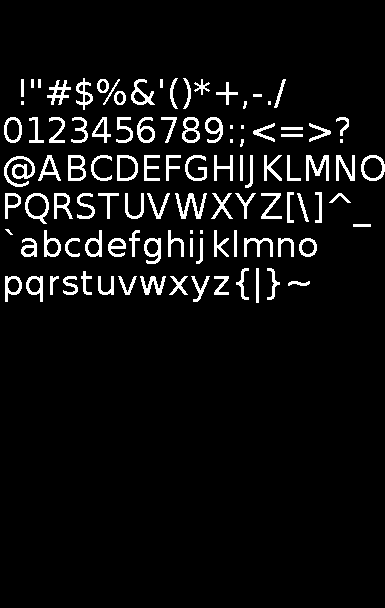 !"#$%&'()*+,-./
0123456789:;<=>?
@ABCDEFGHIJKLMNO
PQRSTUVWXYZ[\]^_
`abcdefghijklmno
pqrstuvwxyz{|}~